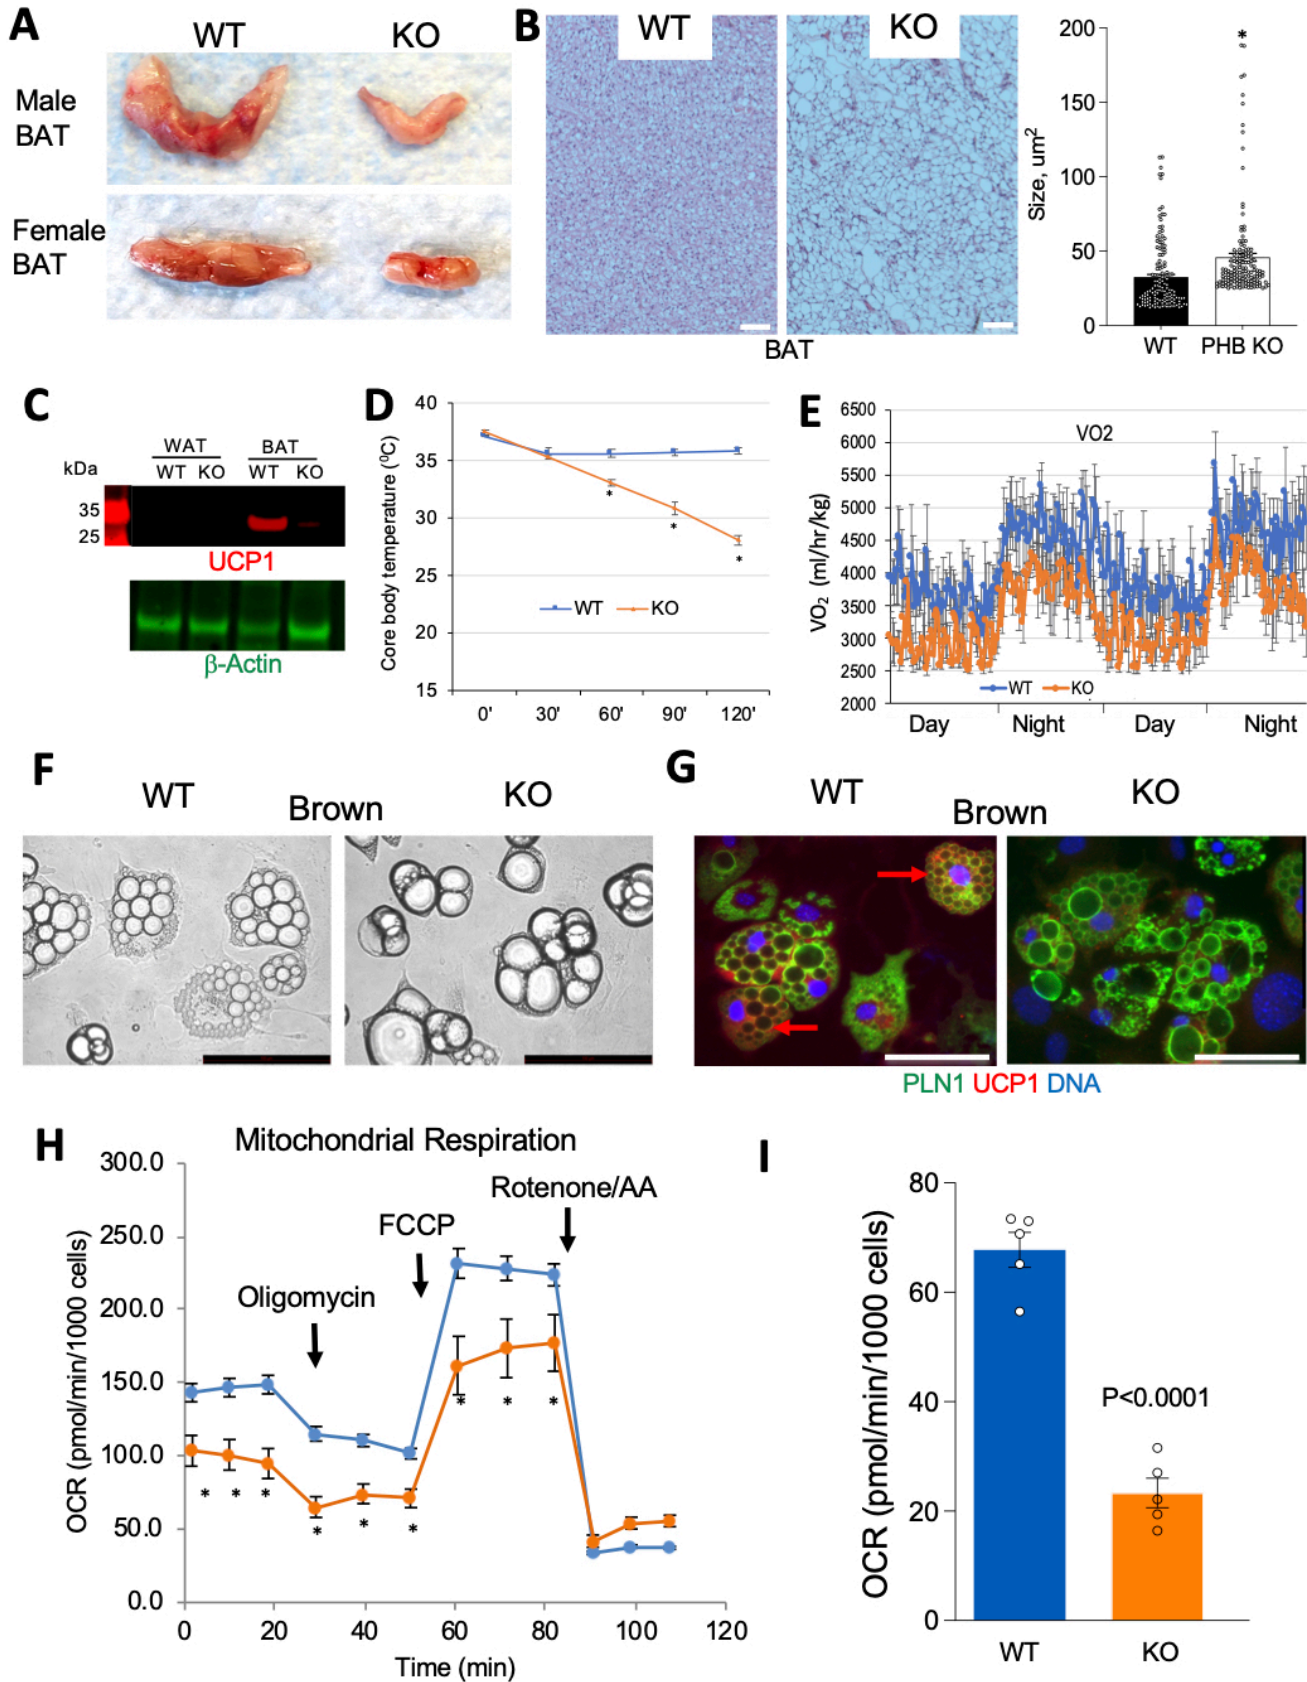 A
WT
KO
Male
BAT
Female
BAT
B
WT
KO
BAT
Size, um²
200
150
100
50
0
*
WT
PHB KO
C
WAT
BAT
kDa
WT KO
WT KO
35
25
UCP1
β-Actin
D
Core body temperature (⁰C)
40
35
30
25
20
15
*
*
*
WT
KO
0'
30'
60'
90'
120'
E
VO2
VO₂ (ml/hr/kg)
6500
6000
5500
5000
4500
4000
3500
3000
2500
2000
WT
KO
Day
Night
Day
Night
F
WT
Brown
KO
G
WT
Brown
KO
PLN1 UCP1 DNA
H
Mitochondrial Respiration
OCR (pmol/min/1000 cells)
300.0
250.0
200.0
150.0
100.0
50.0
0.0
Oligomycin
FCCP
Rotenone/AA
* * *
* * *
* * *
0
20
40
60
80
100
120
Time (min)
I
OCR (pmol/min/1000 cells)
80
60
40
20
0
P<0.0001
WT
KO